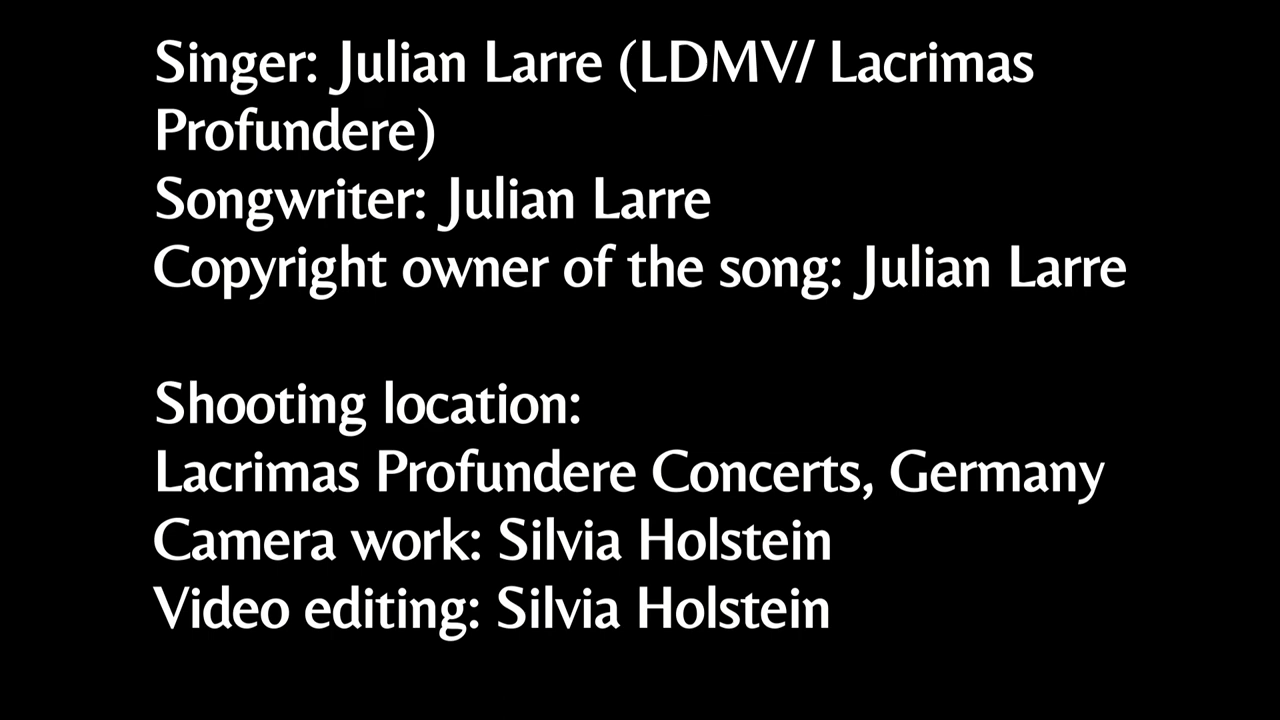 Singer: Julian Larre (LDMV/ Lacrimas
Profundere)
Songwriter: Julian Larre
Copyright owner of the song: Julian Larre
Shooting location:
Lacrimas Profundere Concerts, Germany
Camera work: Silvia Holstein
Video editing: Silvia Holstein